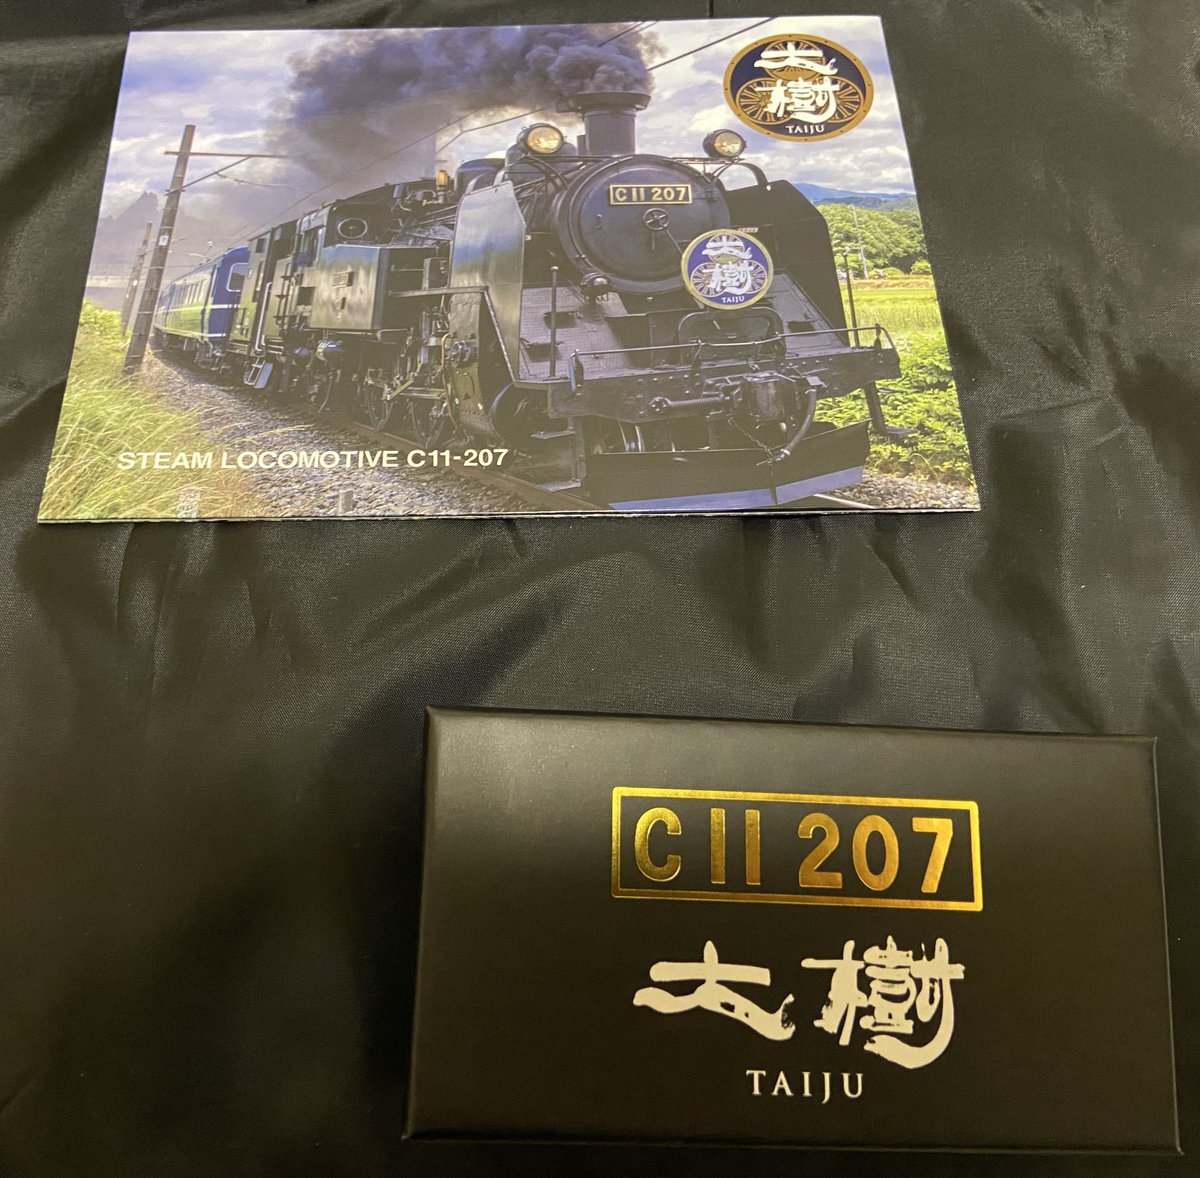 大樹
TAIJU
C11 207
大樹
TAIJU
STEAM LOCOMOTIVE C11-207
C11 207
大樹
TAIJU